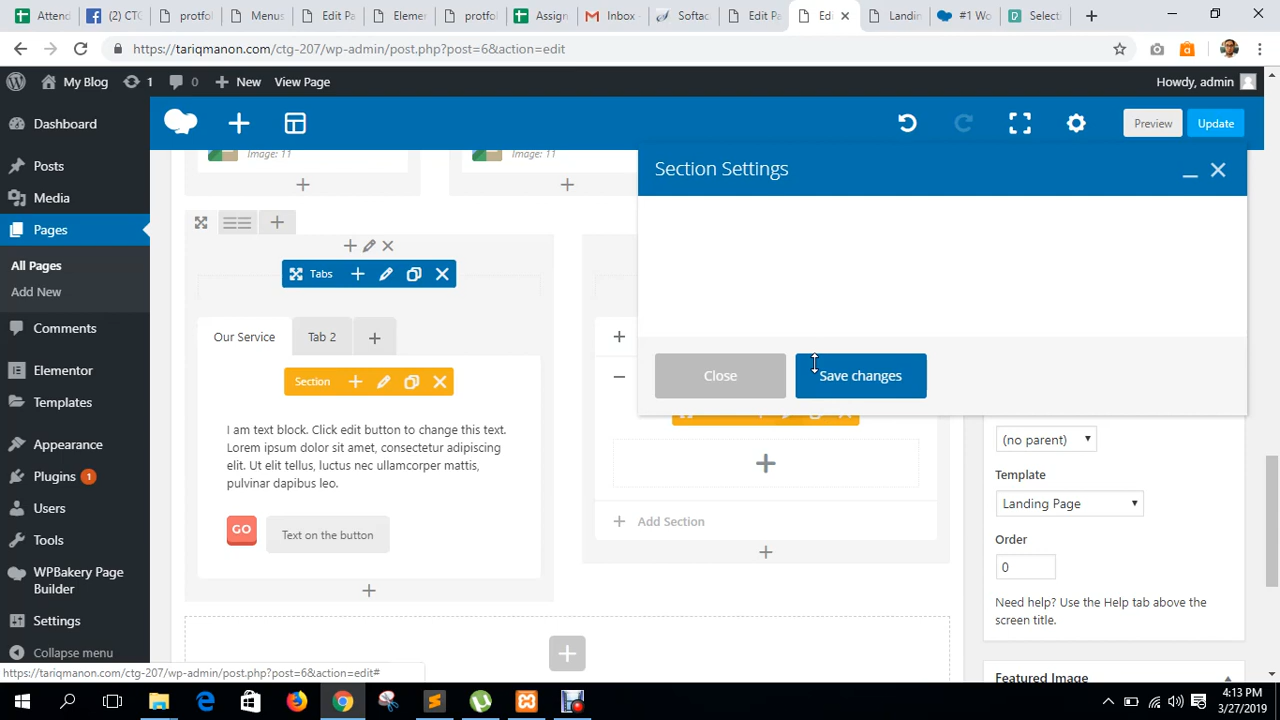 Attend
(2) CTG
protfol
Menus
Edit Pa
Elemer
protfol
Assign
Inbox -
Softac
Edit Pa
Edi
Landin
#1 Wo
Selecti
https://tariqmanon.com/ctg-207/wp-admin/post.php?post=6&action=edit
My Blog
1
0
New
View Page
Howdy, admin
Dashboard
Posts
Media
Pages
All Pages
Add New
Comments
Elementor
Templates
Appearance
Plugins 1
Users
Tools
WPBakery Page
Builder
Settings
Collapse menu
Preview
Update
Image: 11
Image: 11
Section Settings
Close
Save changes
Tabs
Our Service
Tab 2
Section
I am text block. Click edit button to change this text.
Lorem ipsum dolor sit amet, consectetur adipiscing
elit. Ut elit tellus, luctus nec ullamcorper mattis,
pulvinar dapibus leo.
GO
Text on the button
Add Section
(no parent)
Template
Landing Page
Order
0
Need help? Use the Help tab above the
screen title.
Featured Image
https://tariqmanon.com/ctg-207/wp-admin/post.php?post=6&action=edit#
4:13 PM
3/27/2019